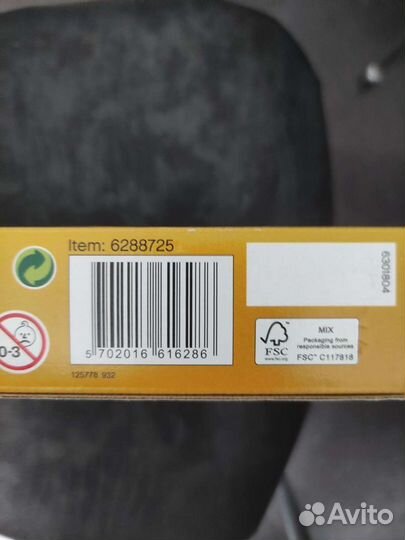 Item: 6288725
6301804
5 702016 616286
0-3
125778 932
FSC
www.fsc.org
MIX
Packaging from
responsible sources
FSC™ C117818
Avito